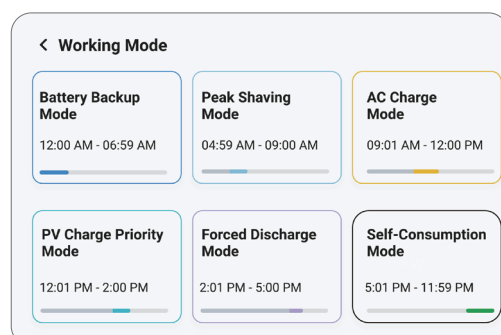 Working Mode
Battery Backup
Mode
12:00 AM - 06:59 AM
Peak Shaving
Mode
04:59 AM - 09:00 AM
AC Charge
Mode
09:01 AM - 12:00 PM
PV Charge Priority
Mode
12:01 PM - 2:00 PM
Forced Discharge
Mode
2:01 PM - 5:00 PM
Self-Consumption
Mode
5:01 PM - 11:59 PM